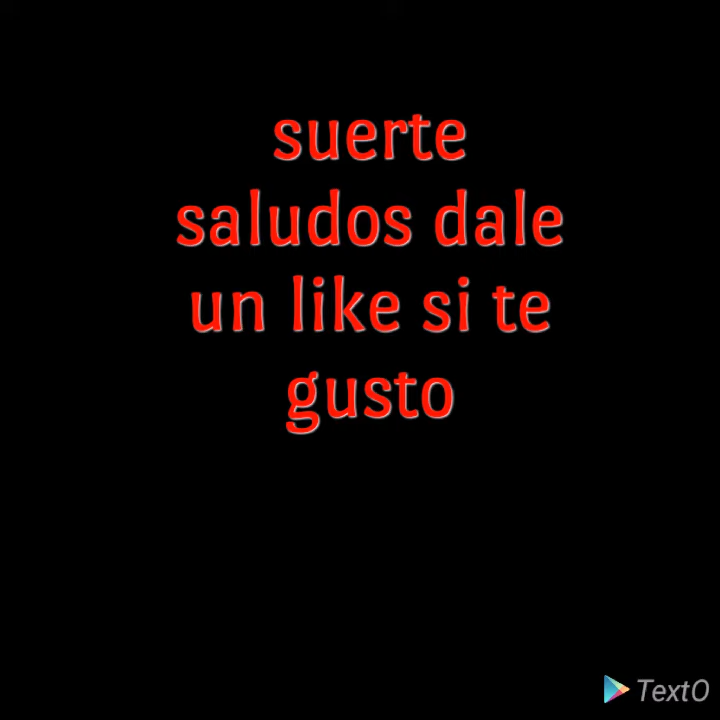 suerte
saludos dale
un like si te
gusto
TextO